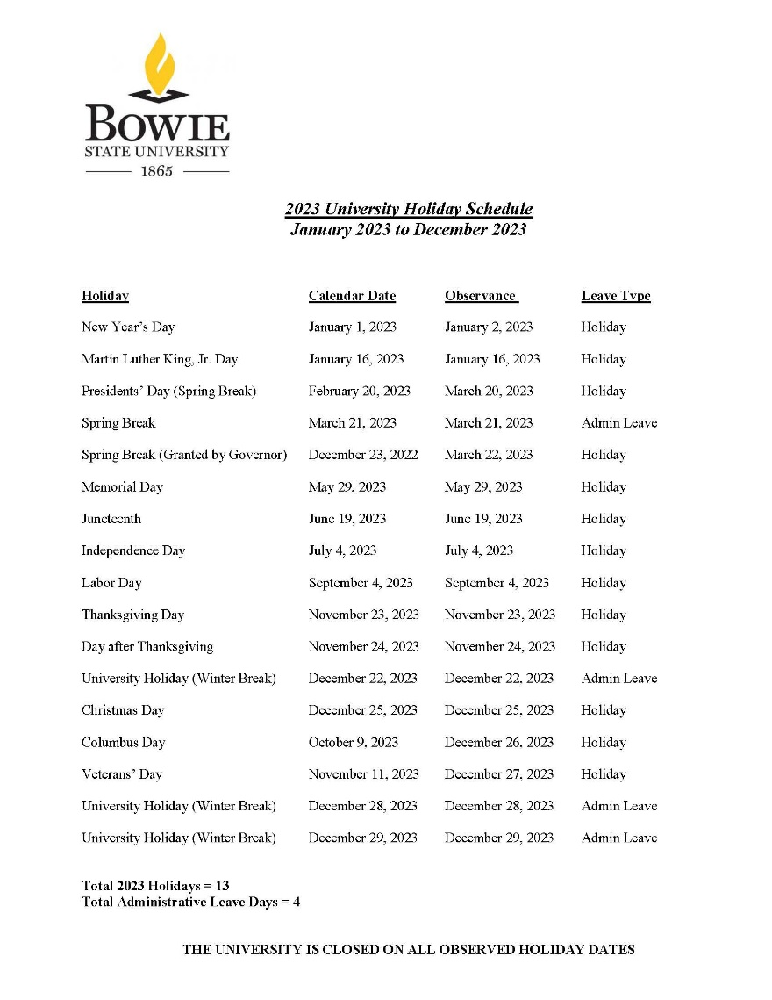 BOWIE
STATE UNIVERSITY
1865
2023 University Holiday Schedule
January 2023 to December 2023
Holiday Calendar Date Observance Leave Type
New Year's Day January 1, 2023 January 2, 2023 Holiday
Martin Luther King, Jr. Day January 16, 2023 January 16, 2023 Holiday
Presidents' Day (Spring Break) February 20, 2023 March 20, 2023 Holiday
Spring Break March 21, 2023 March 21, 2023 Admin Leave
Spring Break (Granted by Governor) December 23, 2022 March 22, 2023 Holiday
Memorial Day May 29, 2023 May 29, 2023 Holiday
Juneteenth June 19, 2023 June 19, 2023 Holiday
Independence Day July 4, 2023 July 4, 2023 Holiday
Labor Day September 4, 2023 September 4, 2023 Holiday
Thanksgiving Day November 23, 2023 November 23, 2023 Holiday
Day after Thanksgiving November 24, 2023 November 24, 2023 Holiday
University Holiday (Winter Break) December 22, 2023 December 22, 2023 Admin Leave
Christmas Day December 25, 2023 December 25, 2023 Holiday
Columbus Day October 9, 2023 December 26, 2023 Holiday
Veterans' Day November 11, 2023 December 27, 2023 Holiday
University Holiday (Winter Break) December 28, 2023 December 28, 2023 Admin Leave
University Holiday (Winter Break) December 29, 2023 December 29, 2023 Admin Leave
Total 2023 Holidays = 13
Total Administrative Leave Days = 4
THE UNIVERSITY IS CLOSED ON ALL OBSERVED HOLIDAY DATES